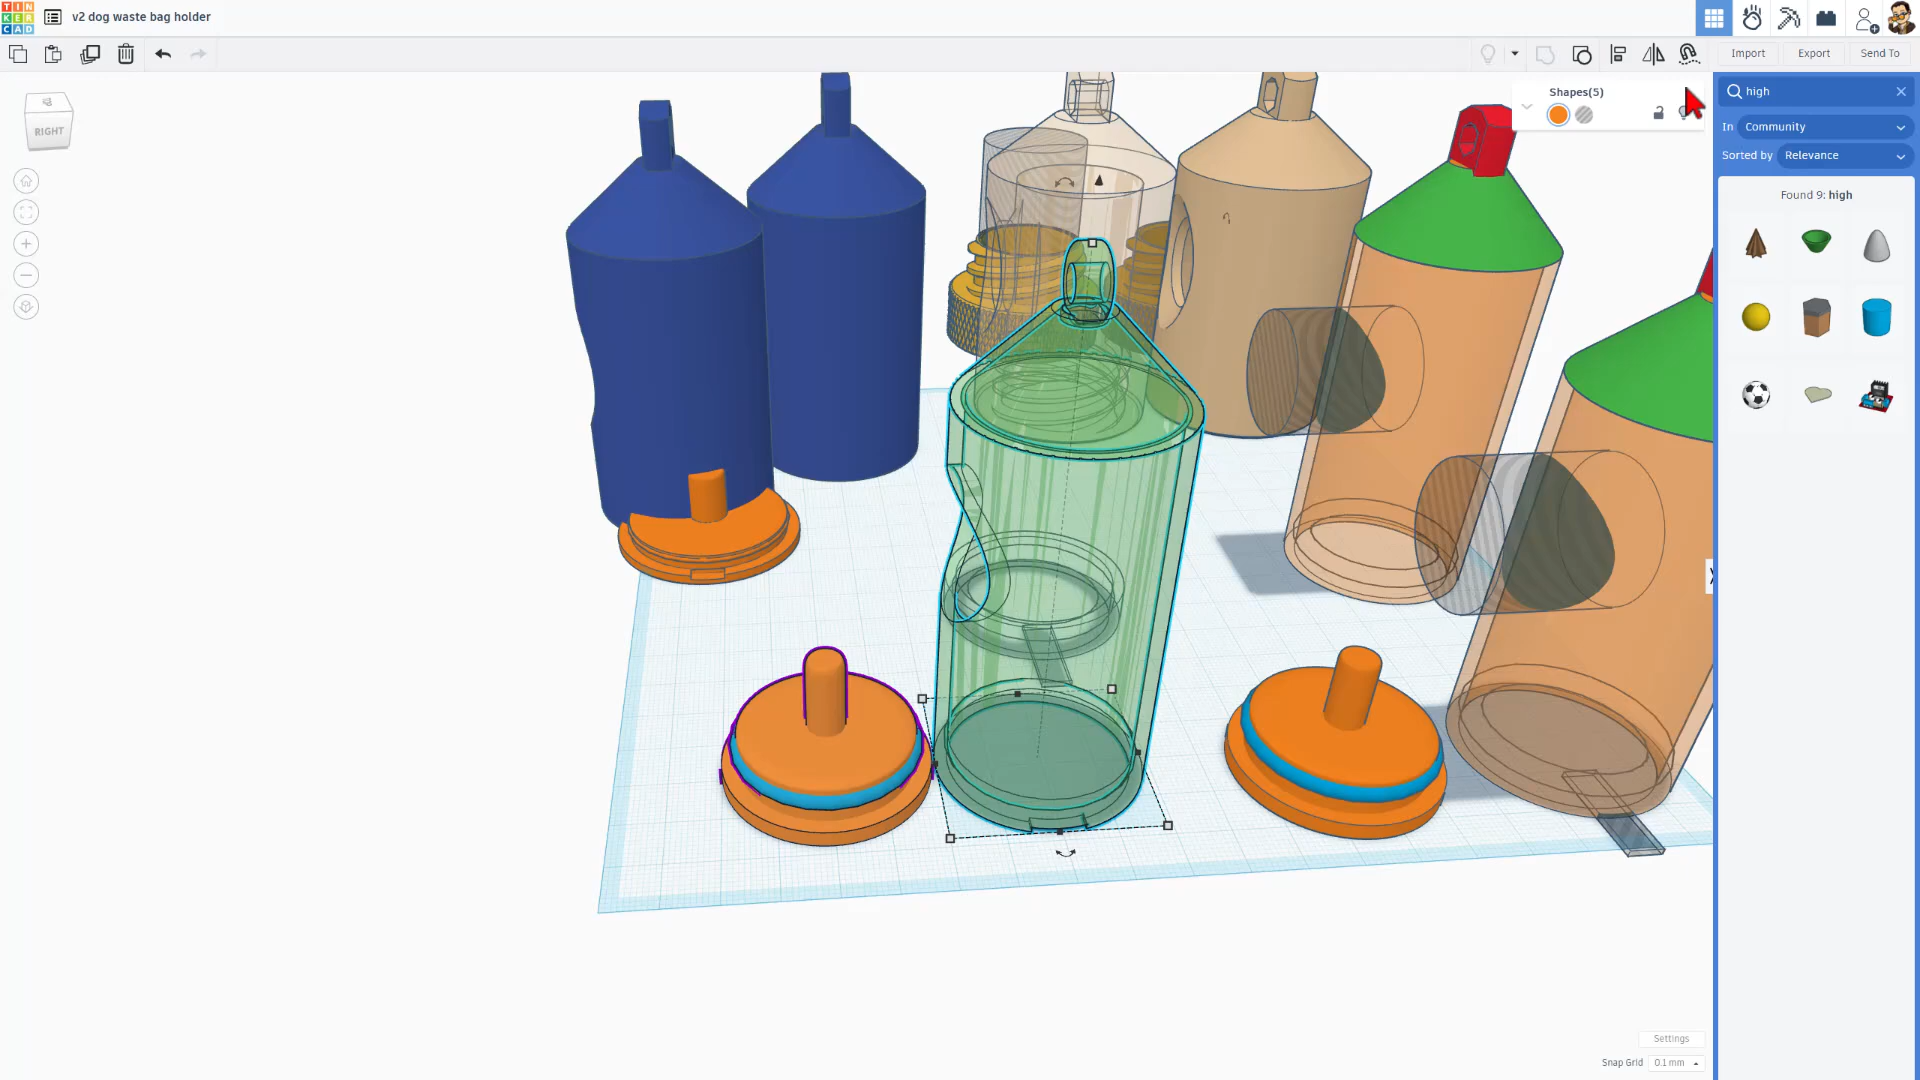 TIN
KER
CAD
v2 dog waste bag holder
Import
Export
Send To
RIGHT
Shapes(5)
high
In
Community
Sorted by
Relevance
Found 9: high
Settings
Snap Grid
0.1 mm